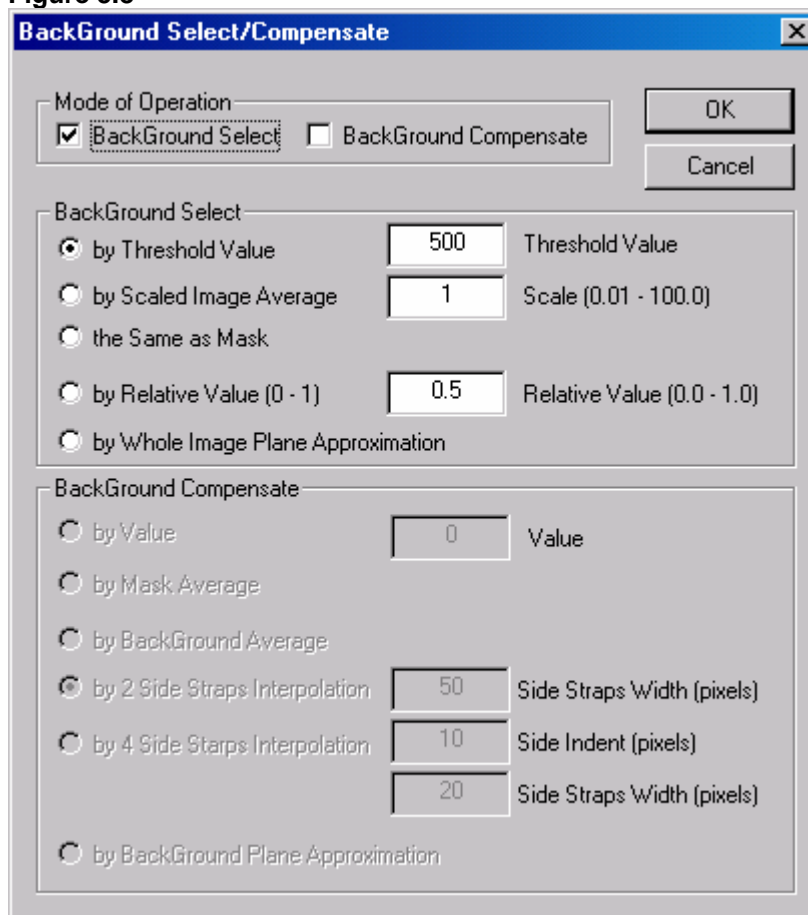 BackGround Select/Compensate
Mode of Operation
BackGround Select BackGround Compensate
OK
Cancel
BackGround Select
by Threshold Value 500 Threshold Value
by Scaled Image Average 1 Scale (0.01 - 100.0)
the Same as Mask
by Relative Value (0 - 1) 0.5 Relative Value (0.0 - 1.0)
by Whole Image Plane Approximation
BackGround Compensate
by Value 0 Value
by Mask Average
by BackGround Average
by 2 Side Straps Interpolation 50 Side Straps Width (pixels)
by 4 Side Starps Interpolation 10 Side Indent (pixels)
20 Side Straps Width (pixels)
by BackGround Plane Approximation